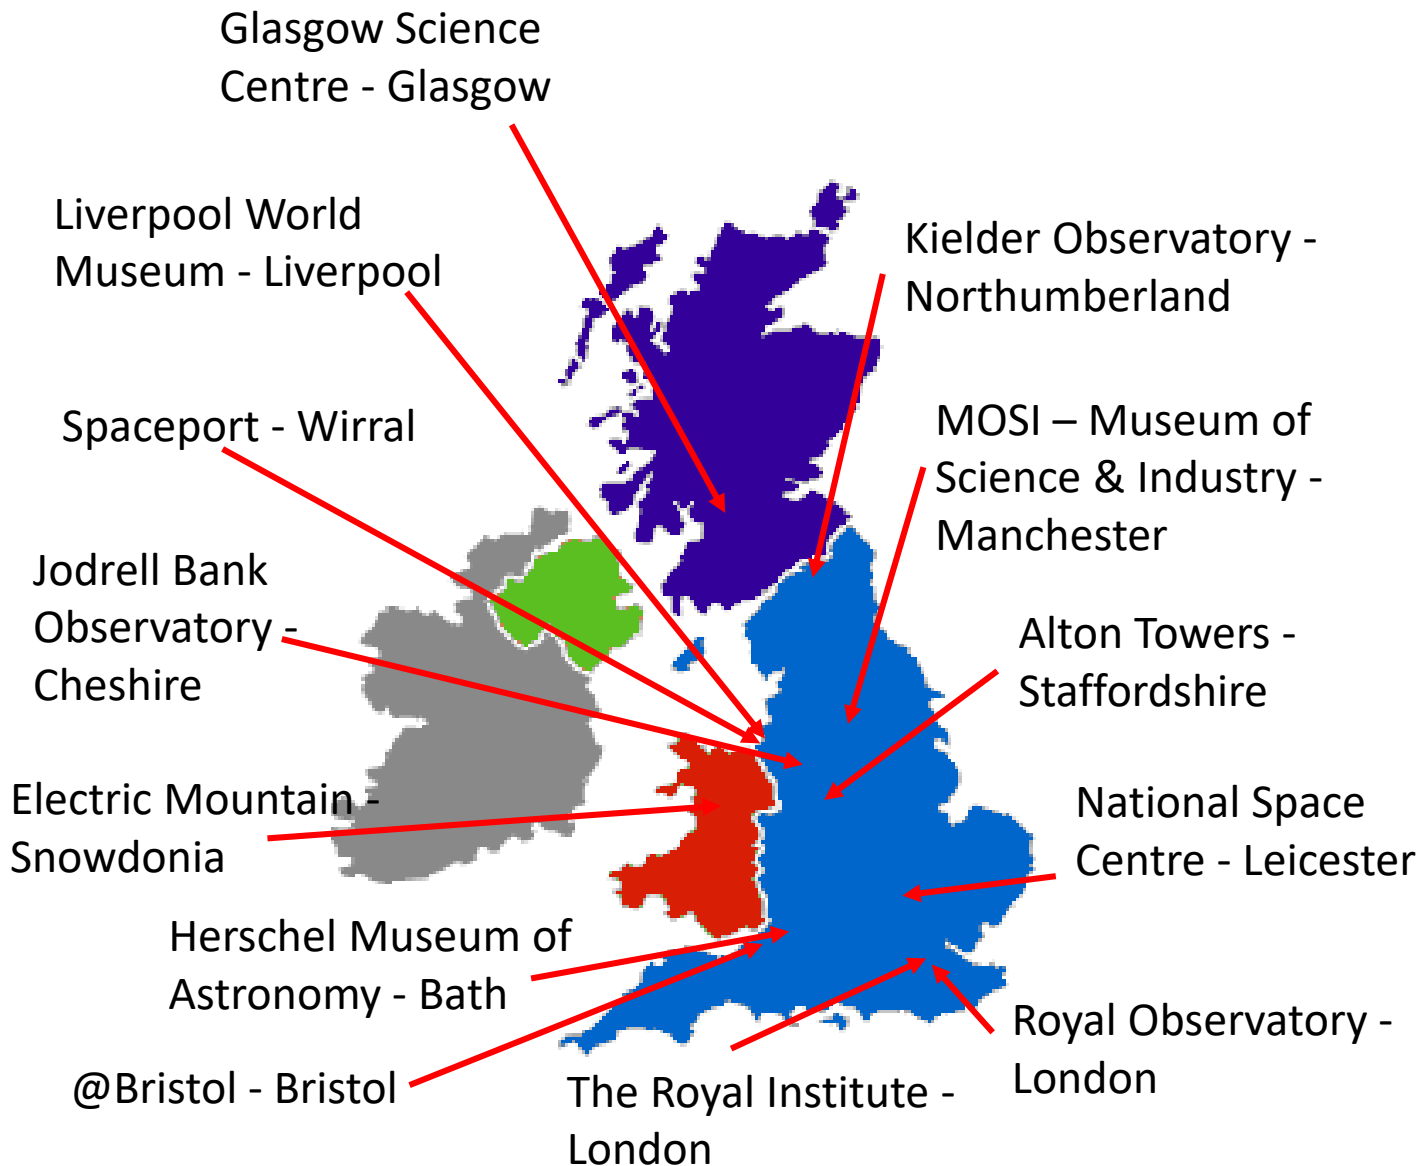 Glasgow Science
Centre - Glasgow
Liverpool World
Museum - Liverpool
Kielder Observatory -
Northumberland
Spaceport - Wirral
MOSI – Museum of
Science & Industry -
Manchester
Jodrell Bank
Observatory -
Cheshire
Alton Towers -
Staffordshire
Electric Mountain -
Snowdonia
National Space
Centre - Leicester
Herschel Museum of
Astronomy - Bath
Royal Observatory -
London
@Bristol - Bristol
The Royal Institute -
London